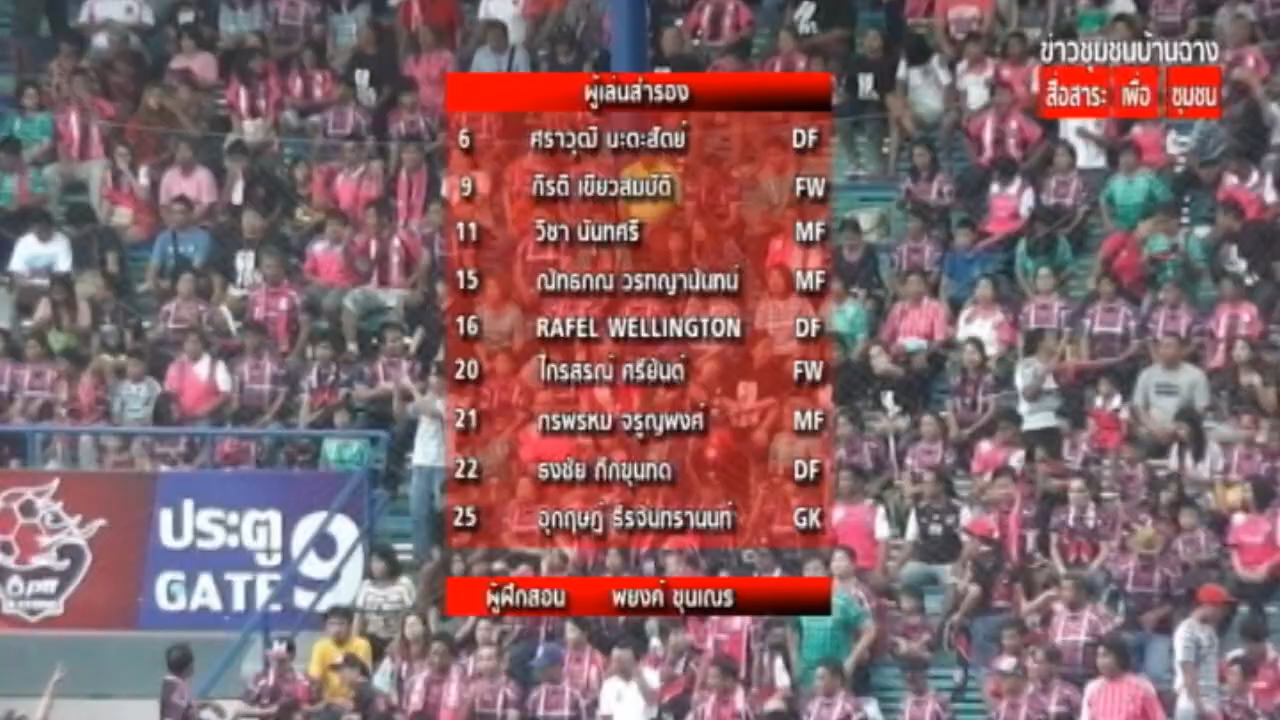 ข่าวชุมชนบ้านฉาง
สื่อสาระ เพื่อ ชุมชน
ผู้เล่นสำรอง
6 ศราวุฒิ นะตะสัตย์ DF
9 กีรติ เขียวสมบัติ FW
11 วิชา นันทศรี MF
15 ณัทธภณ วรทญานันทน์ MF
16 RAFEL WELLINGTON DF
20 ไกรสรณ์ ศรียันต์ FW
21 กรพรหม จรูญพงศ์ MF
22 ธงชัย กึกขุนทด DF
25 อุกฤษฎ์ ธีรจันทรานนท์ GK
ผู้ฝึกสอน พยงค์ ขุนเณร
ประตู 9
GATE
ptt